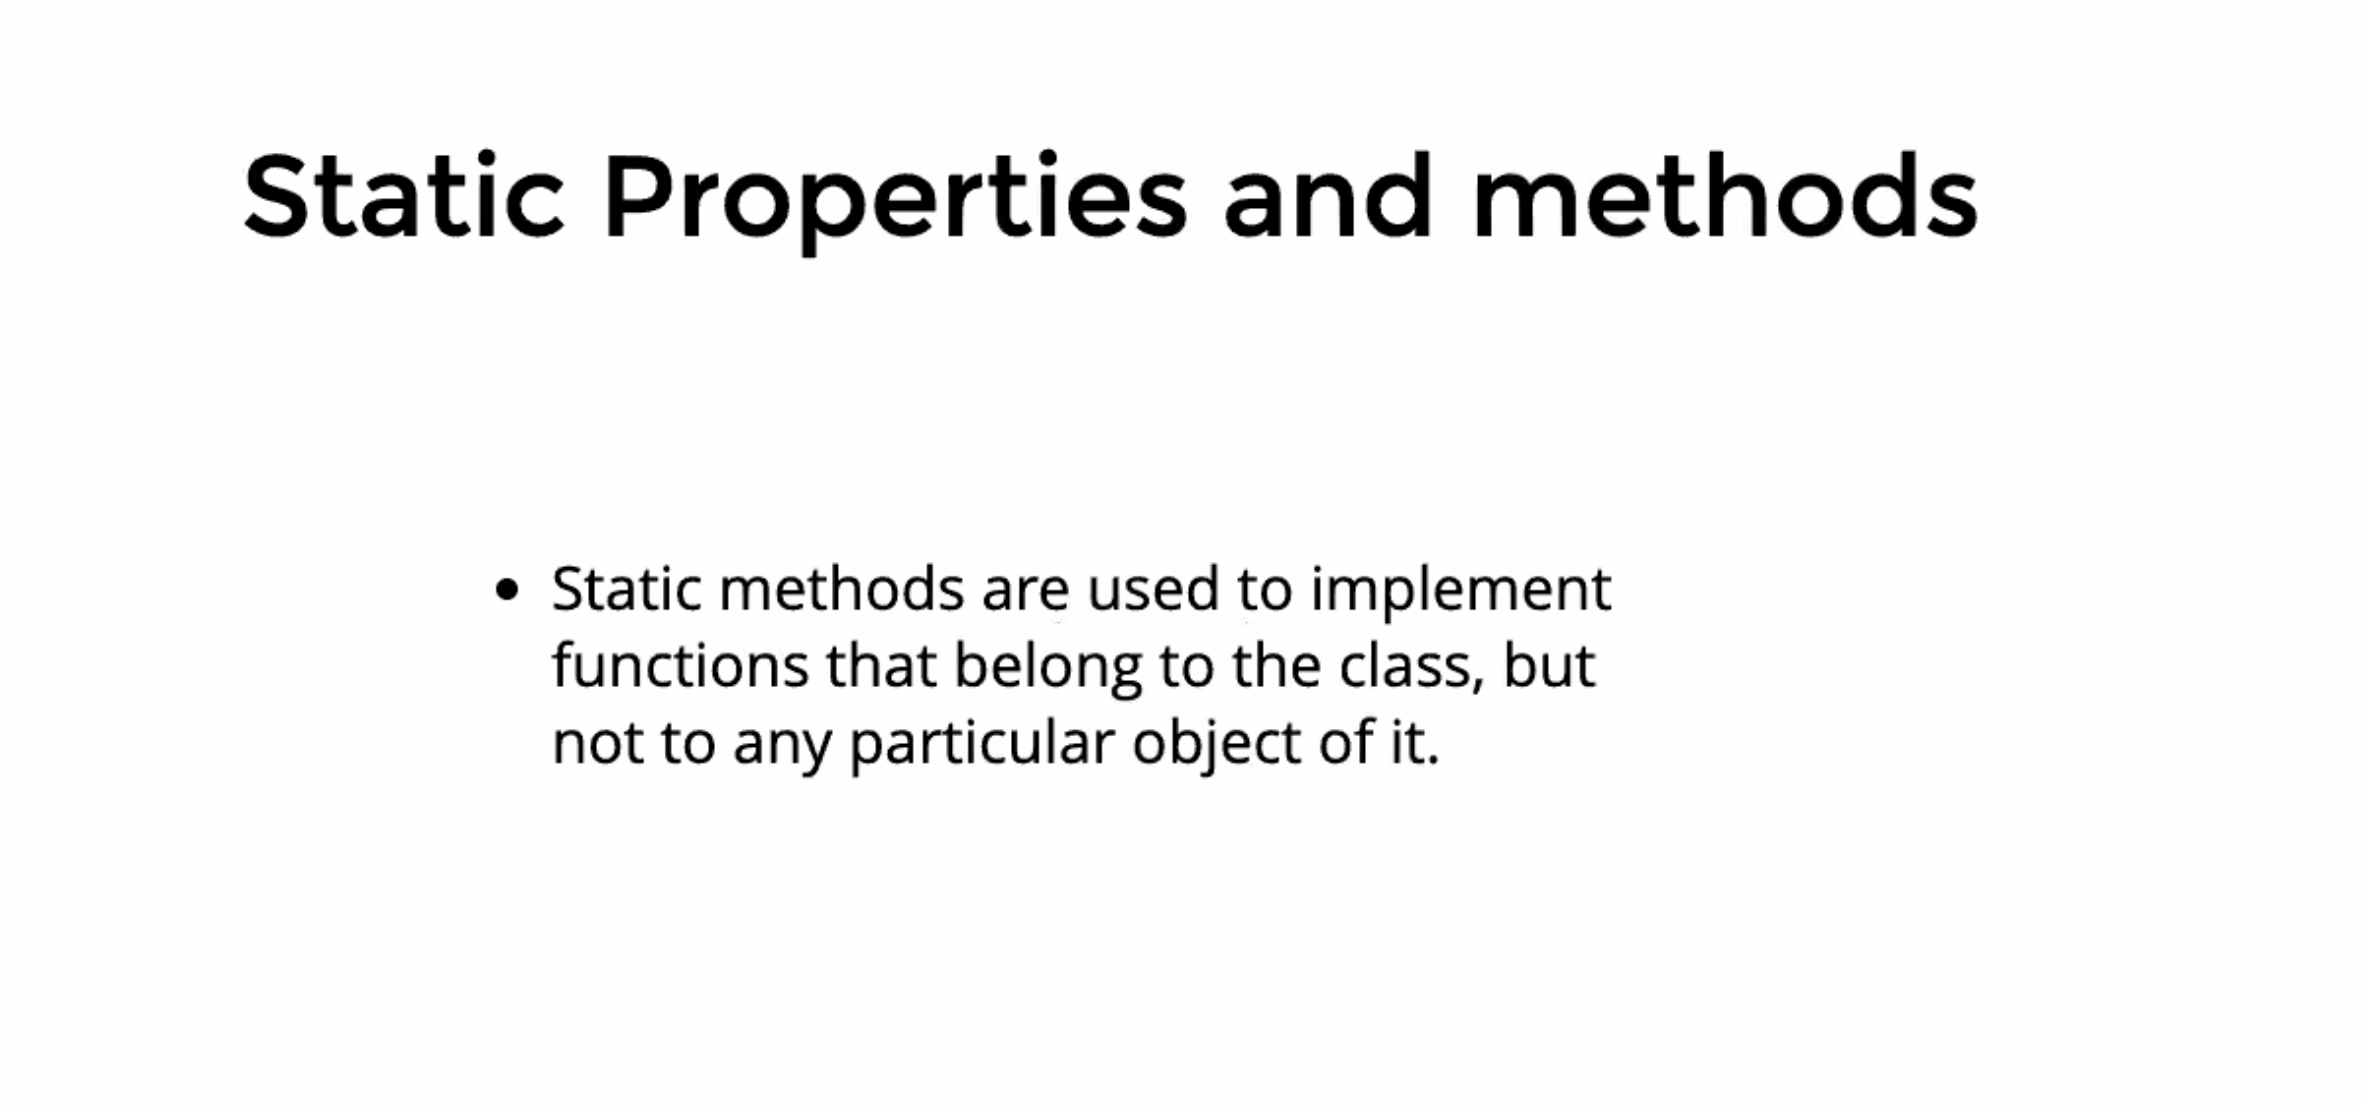 Static Properties and methods
• Static methods are used to implement
functions that belong to the class, but
not to any particular object of it.